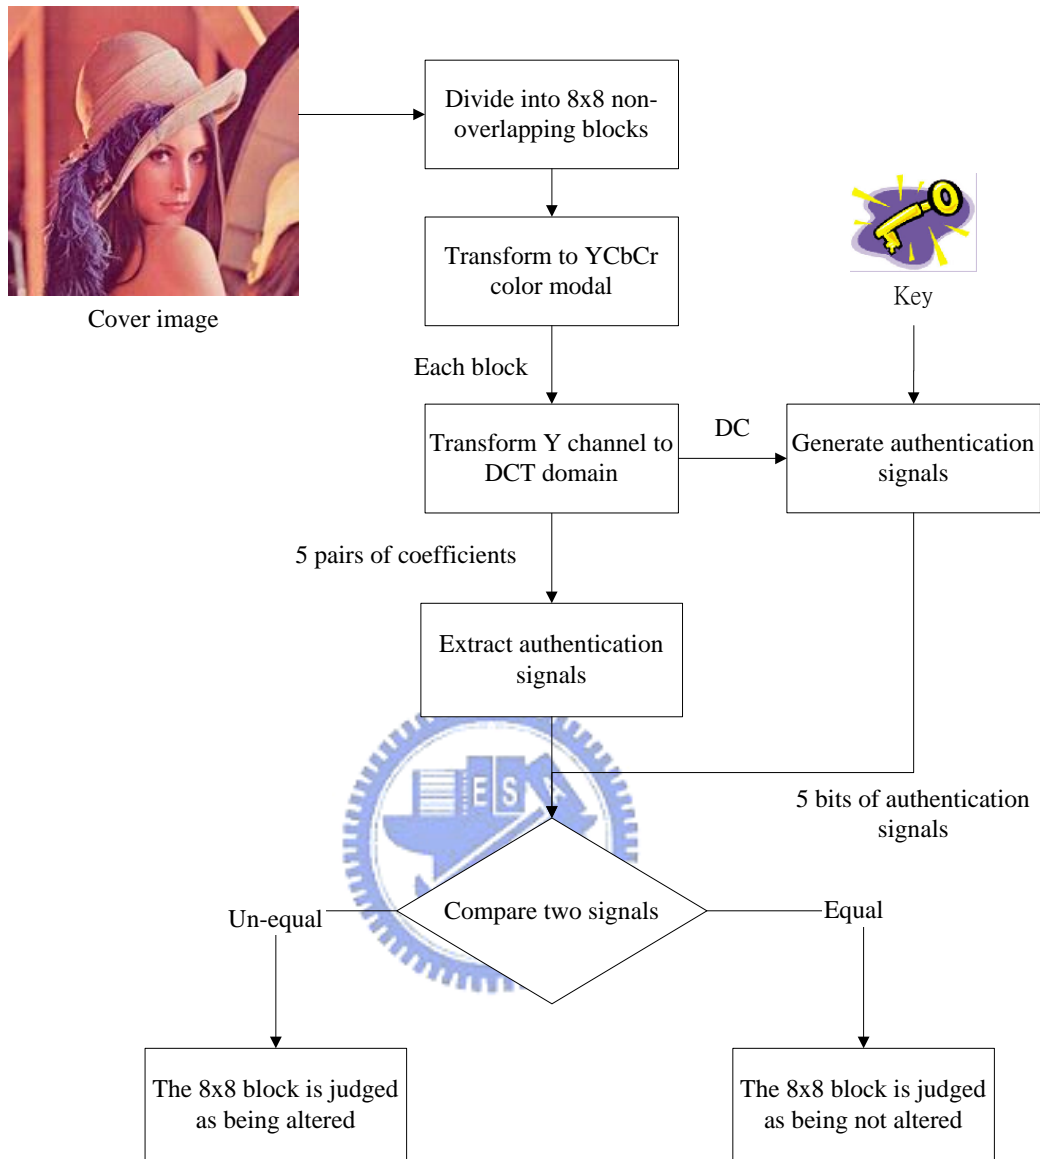 Divide into 8x8 non-
overlapping blocks
Cover image
Transform to YCbCr
color modal
Key
Each block
Transform Y channel to
DCT domain
DC
Generate authentication
signals
5 pairs of coefficients
Extract authentication
signals
ES
5 bits of authentication
signals
Compare two signals
Un-equal
Equal
The 8x8 block is judged
as being altered
The 8x8 block is judged
as being not altered